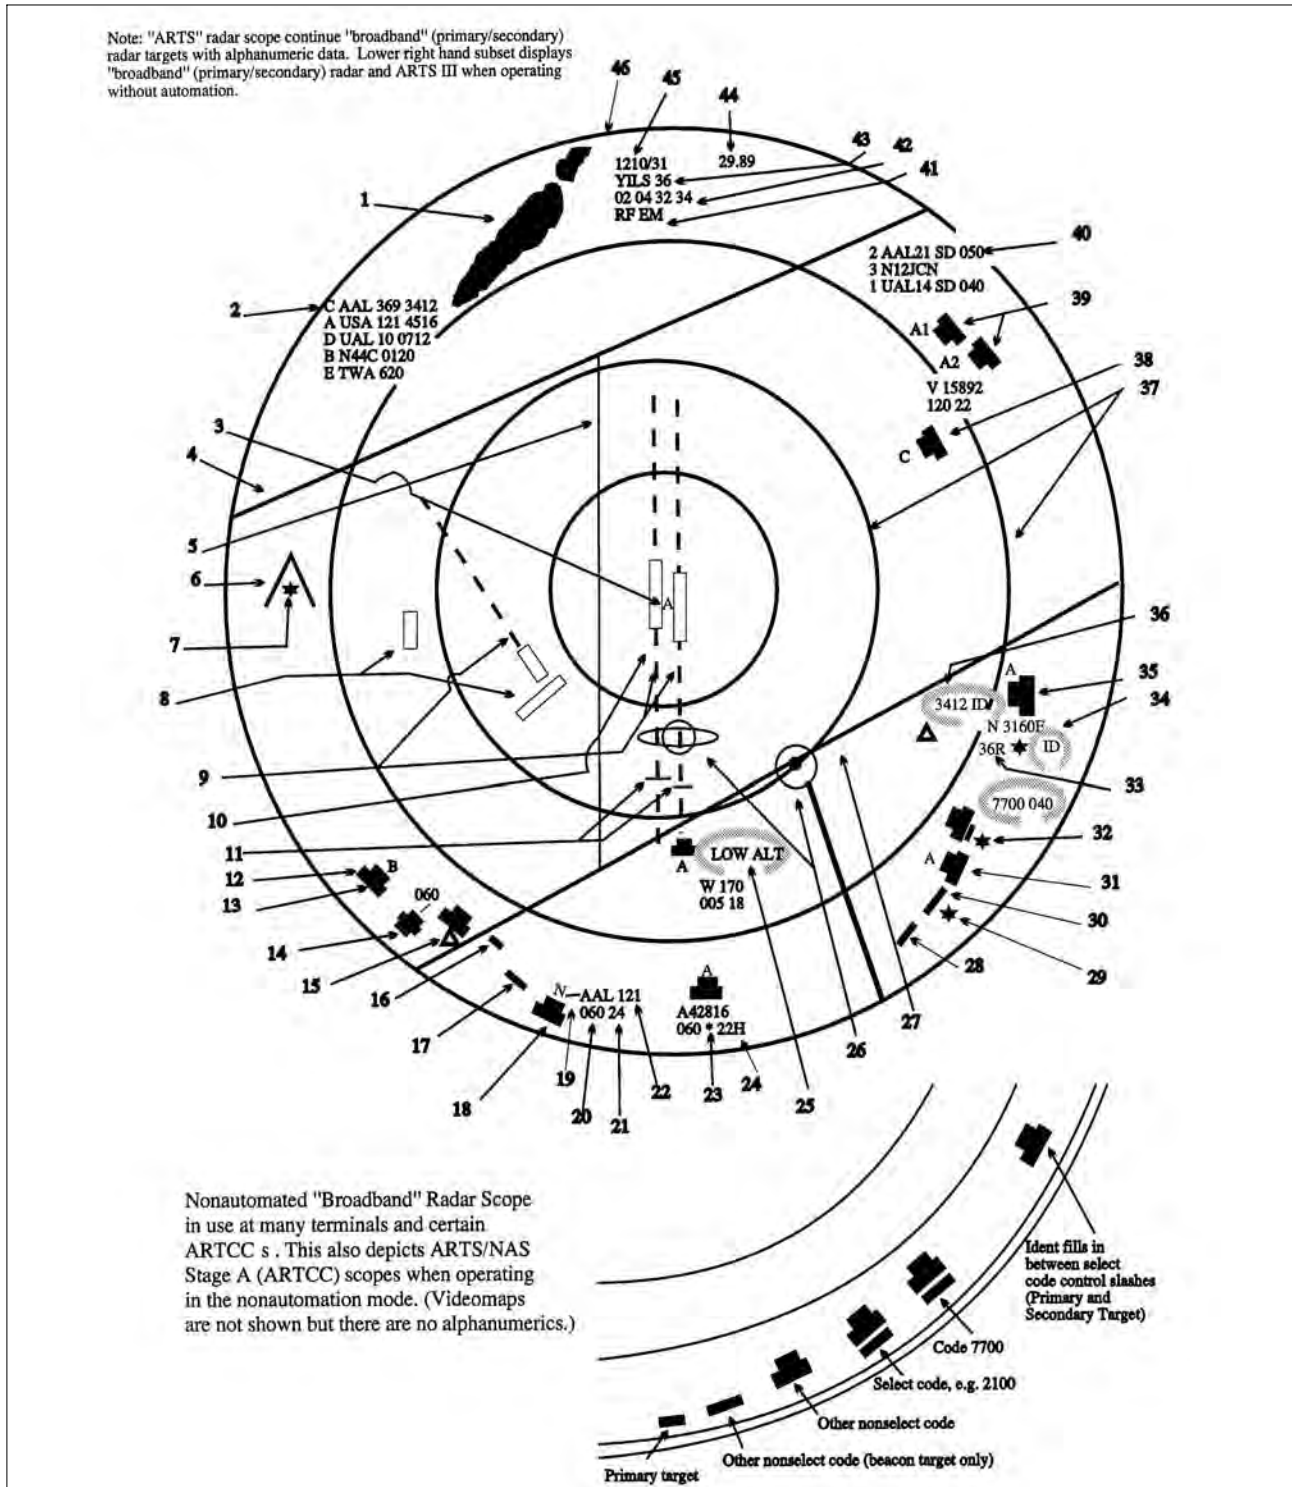 Note: "ARTS" radar scope continue "broadband" (primary/secondary)
radar targets with alphanumeric data. Lower right hand subset displays
"broadband" (primary/secondary) radar and ARTS III when operating
without automation.
46
45
44
43
42
41
1210/31
29.89
YILS 36
02 04 32 34
RF EM
1
40
2 AAL21 SD 050
3 N12JCN
1 UAL14 SD 040
2
C AAL 369 3412
A USA 121 4516
D UAL 10 0712
B N44C 0120
E TWA 620
39
A1
A2
38
V 15892
120 22
37
C
3
4
5
6
7
8
A
36
A
35
3412 ID
34
N 3160F
36R
ID
33
7700 040
9
10
11
32
A
31
30
29
28
12
B
13
060
14
15
16
17
A
LOW ALT
W 170
005 18
N
AAL 121
060 24
A
A42816
060 * 22H
18
19
20
21
22
23
24
25
26
27
Nonautomated "Broadband" Radar Scope
in use at many terminals and certain
ARTCC s . This also depicts ARTS/NAS
Stage A (ARTCC) scopes when operating
in the nonautomation mode. (Videomaps
are not shown but there are no alphanumerics.)
Ident fills in
between select
code control slashes
(Primary and
Secondary Target)
Code 7700
Select code, e.g. 2100
Other nonselect code
Other nonselect code (beacon target only)
Primary target